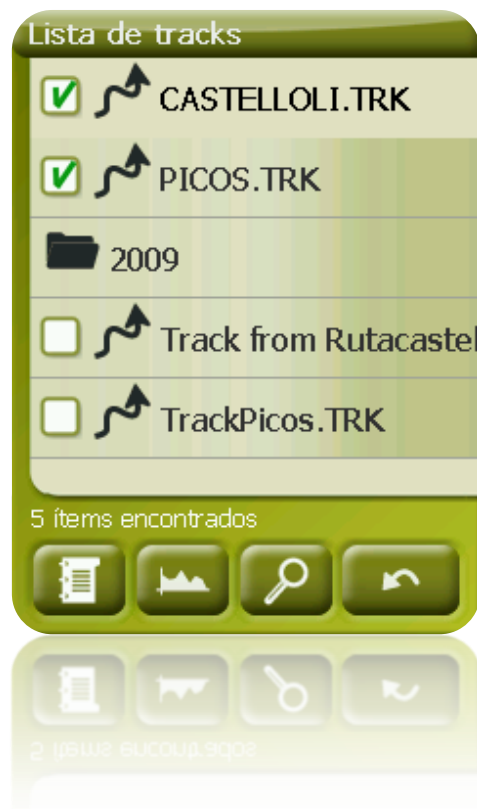 Lista de tracks
CASTELLOLI.TRK
PICOS.TRK
2009
Track from Rutacastel
TrackPicos.TRK
5 ítems encontrados